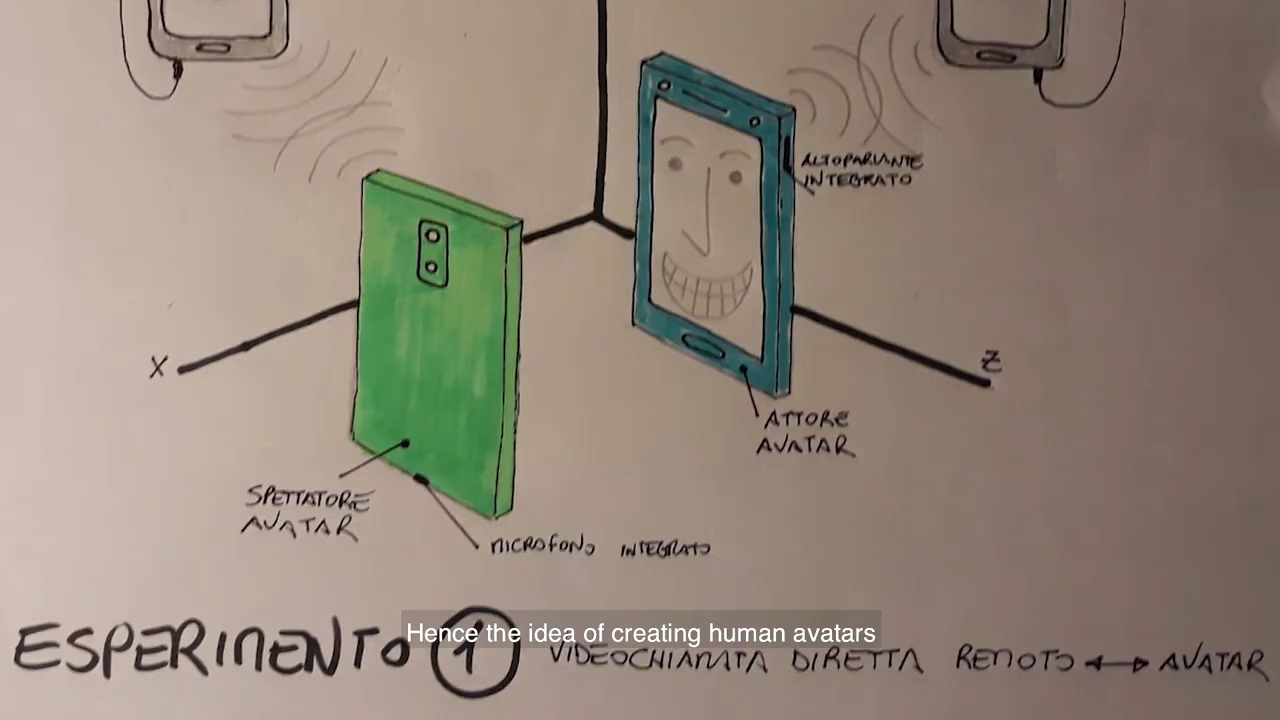 ALTOPARLANTE
INTEGRATO
X
Z
ATTORE
AVATAR
SPETTATORE
AVATAR
MICROFONO INTEGRATO
Hence the idea of creating human avatars
ESPERIMENTO 1 VIDEOCHIAMATA DIRETTA REMOTO ↔ AVATAR